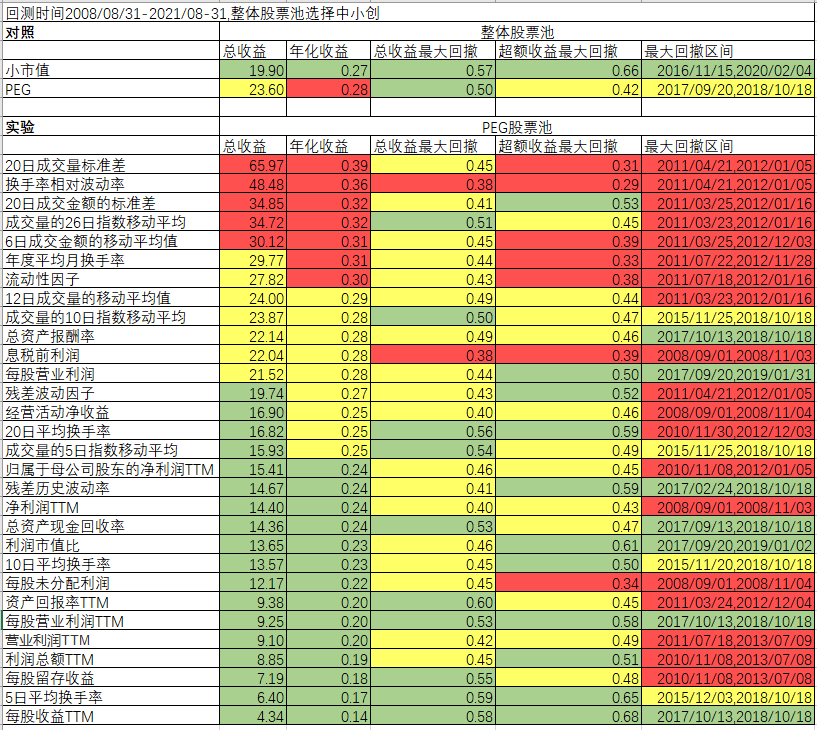 回测时间2008/08/31-2021/08-31,整体股票池选择中小创
对照 整体股票池
总收益 年化收益 总收益最大回撤 超额收益最大回撤 最大回撤区间
小市值 19.90 0.27 0.57 0.66 2016/11/15,2020/02/04
PEG 23.60 0.28 0.50 0.42 2017/09/20,2018/10/18
实验 PEG股票池
总收益 年化收益 总收益最大回撤 超额收益最大回撤 最大回撤区间
20日成交量标准差 65.97 0.39 0.45 0.31 2011/04/21,2012/01/05
换手率相对波动率 48.48 0.36 0.38 0.29 2011/04/21,2012/01/05
20日成交金额的标准差 34.85 0.32 0.41 0.53 2011/03/25,2012/01/16
成交量的26日指数移动平均 34.72 0.32 0.51 0.45 2011/03/23,2012/01/16
6日成交金额的移动平均值 30.12 0.31 0.45 0.39 2011/03/25,2012/12/03
年度平均月换手率 29.77 0.31 0.44 0.33 2011/07/22,2012/11/28
流动性因子 27.82 0.30 0.43 0.38 2011/07/18,2012/01/16
12日成交量的移动平均值 24.00 0.29 0.49 0.44 2011/03/23,2012/01/16
成交量的10日指数移动平均 23.87 0.28 0.50 0.47 2015/11/25,2018/10/18
总资产报酬率 22.14 0.28 0.49 0.46 2017/10/13,2018/10/18
息税前利润 22.04 0.28 0.38 0.39 2008/09/01,2008/11/03
每股营业利润 21.52 0.28 0.44 0.50 2017/09/20,2019/01/31
残差波动因子 19.74 0.27 0.43 0.52 2011/04/21,2012/01/05
经营活动净收益 16.90 0.25 0.40 0.46 2008/09/01,2008/11/04
20日平均换手率 16.82 0.25 0.56 0.59 2010/11/30,2012/12/03
成交量的5日指数移动平均 15.93 0.25 0.54 0.49 2015/11/25,2018/10/18
归属于母公司股东的净利润TTM 15.41 0.24 0.46 0.45 2010/11/08,2012/01/05
残差历史波动率 14.67 0.24 0.41 0.59 2017/02/24,2018/10/18
净利润TTM 14.40 0.24 0.40 0.43 2008/09/01,2008/11/03
总资产现金回收率 14.36 0.24 0.53 0.47 2017/09/13,2018/10/18
利润市值比 13.65 0.23 0.46 0.61 2017/09/20,2019/01/02
10日平均换手率 13.57 0.23 0.45 0.50 2015/11/20,2018/10/18
每股未分配利润 12.17 0.22 0.45 0.34 2008/09/01,2008/11/04
资产回报率TTM 9.38 0.20 0.60 0.45 2011/03/24,2012/12/04
每股营业利润TTM 9.25 0.20 0.53 0.58 2017/10/13,2018/10/18
营业利润TTM 9.10 0.20 0.42 0.49 2011/07/18,2013/07/09
利润总额TTM 8.85 0.19 0.45 0.51 2010/11/08,2013/07/08
每股留存收益 7.19 0.18 0.55 0.48 2010/11/08,2013/07/08
5日平均换手率 6.40 0.17 0.59 0.65 2015/12/03,2018/10/18
每股收益TTM 4.34 0.14 0.58 0.68 2017/10/13,2018/10/18